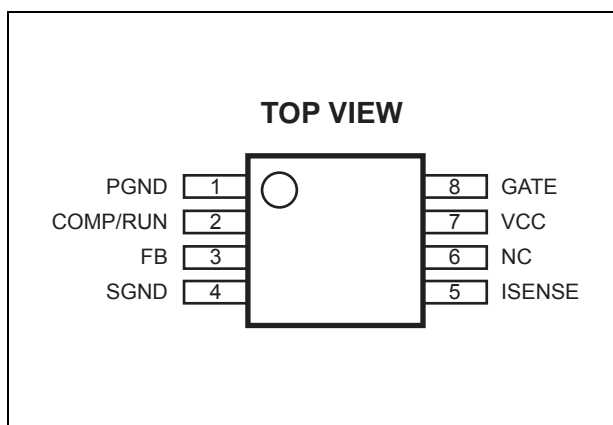 TOP VIEW
PGND 1 8 GATE
COMP/RUN 2 7 VCC
FB 3 6 NC
SGND 4 5 ISENSE